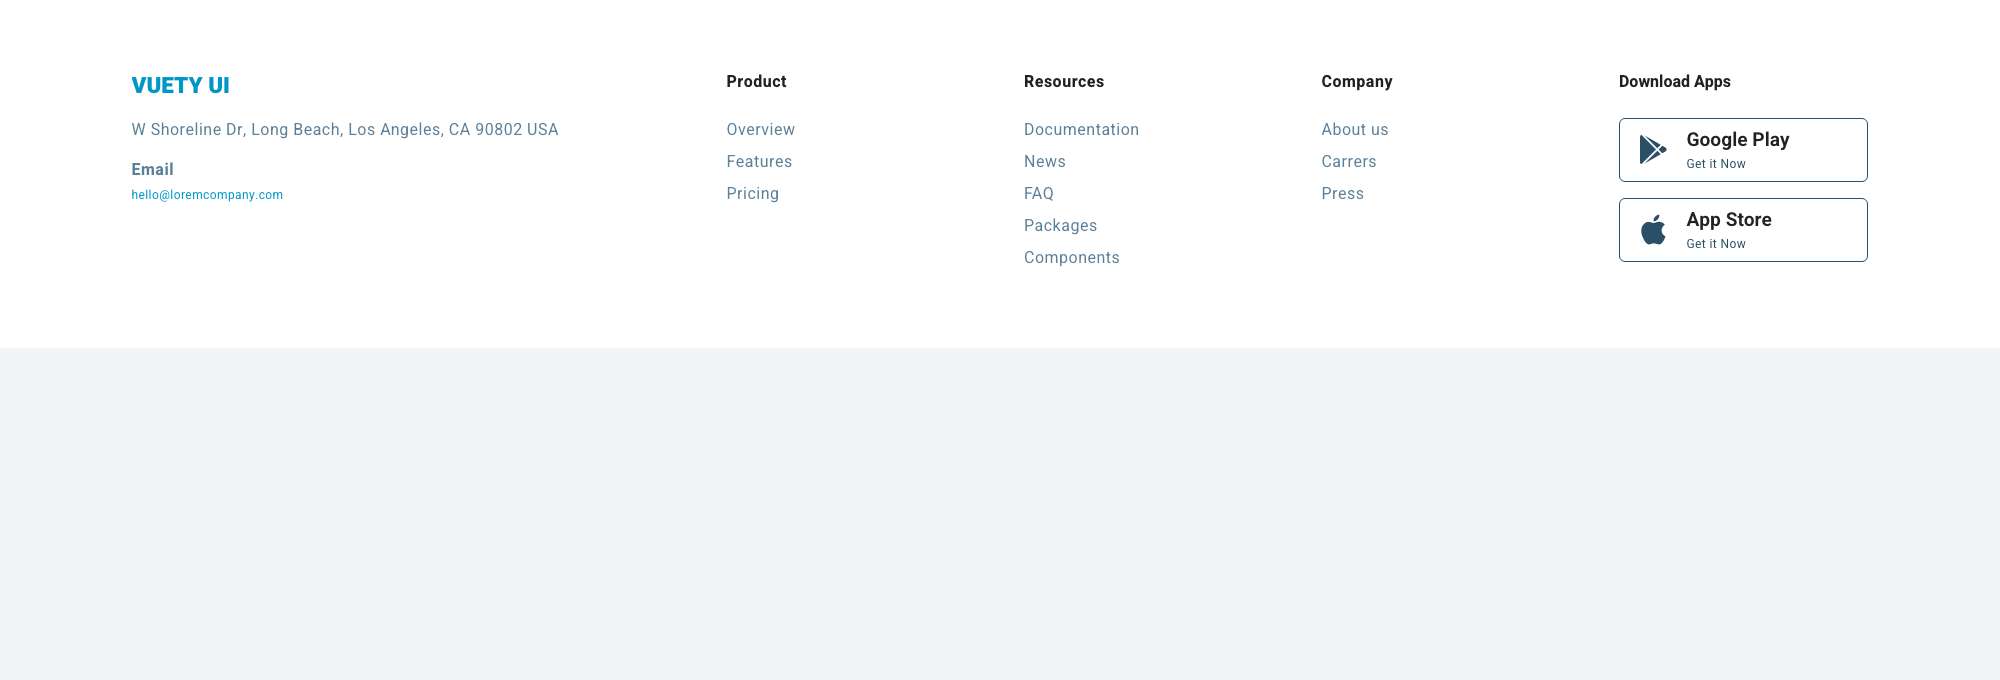 VUETY UI
W Shoreline Dr, Long Beach, Los Angeles, CA 90802 USA
Email
hello@loremcompany.com
Product
Overview
Features
Pricing
Resources
Documentation
News
FAQ
Packages
Components
Company
About us
Carrers
Press
Download Apps
Google Play
Get it Now
App Store
Get it Now